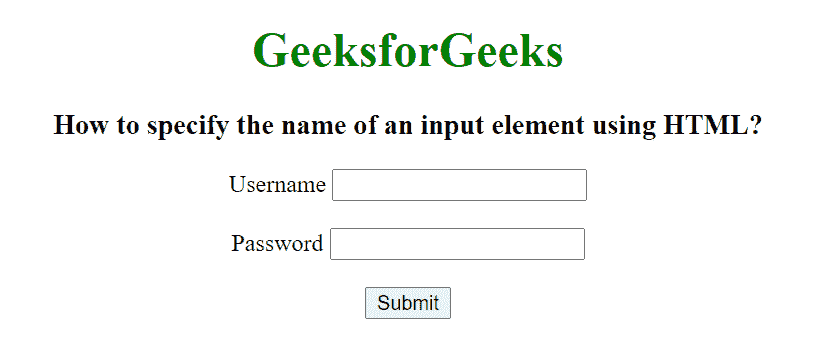 GeeksforGeeks
How to specify the name of an input element using HTML?
Username
Password
Submit